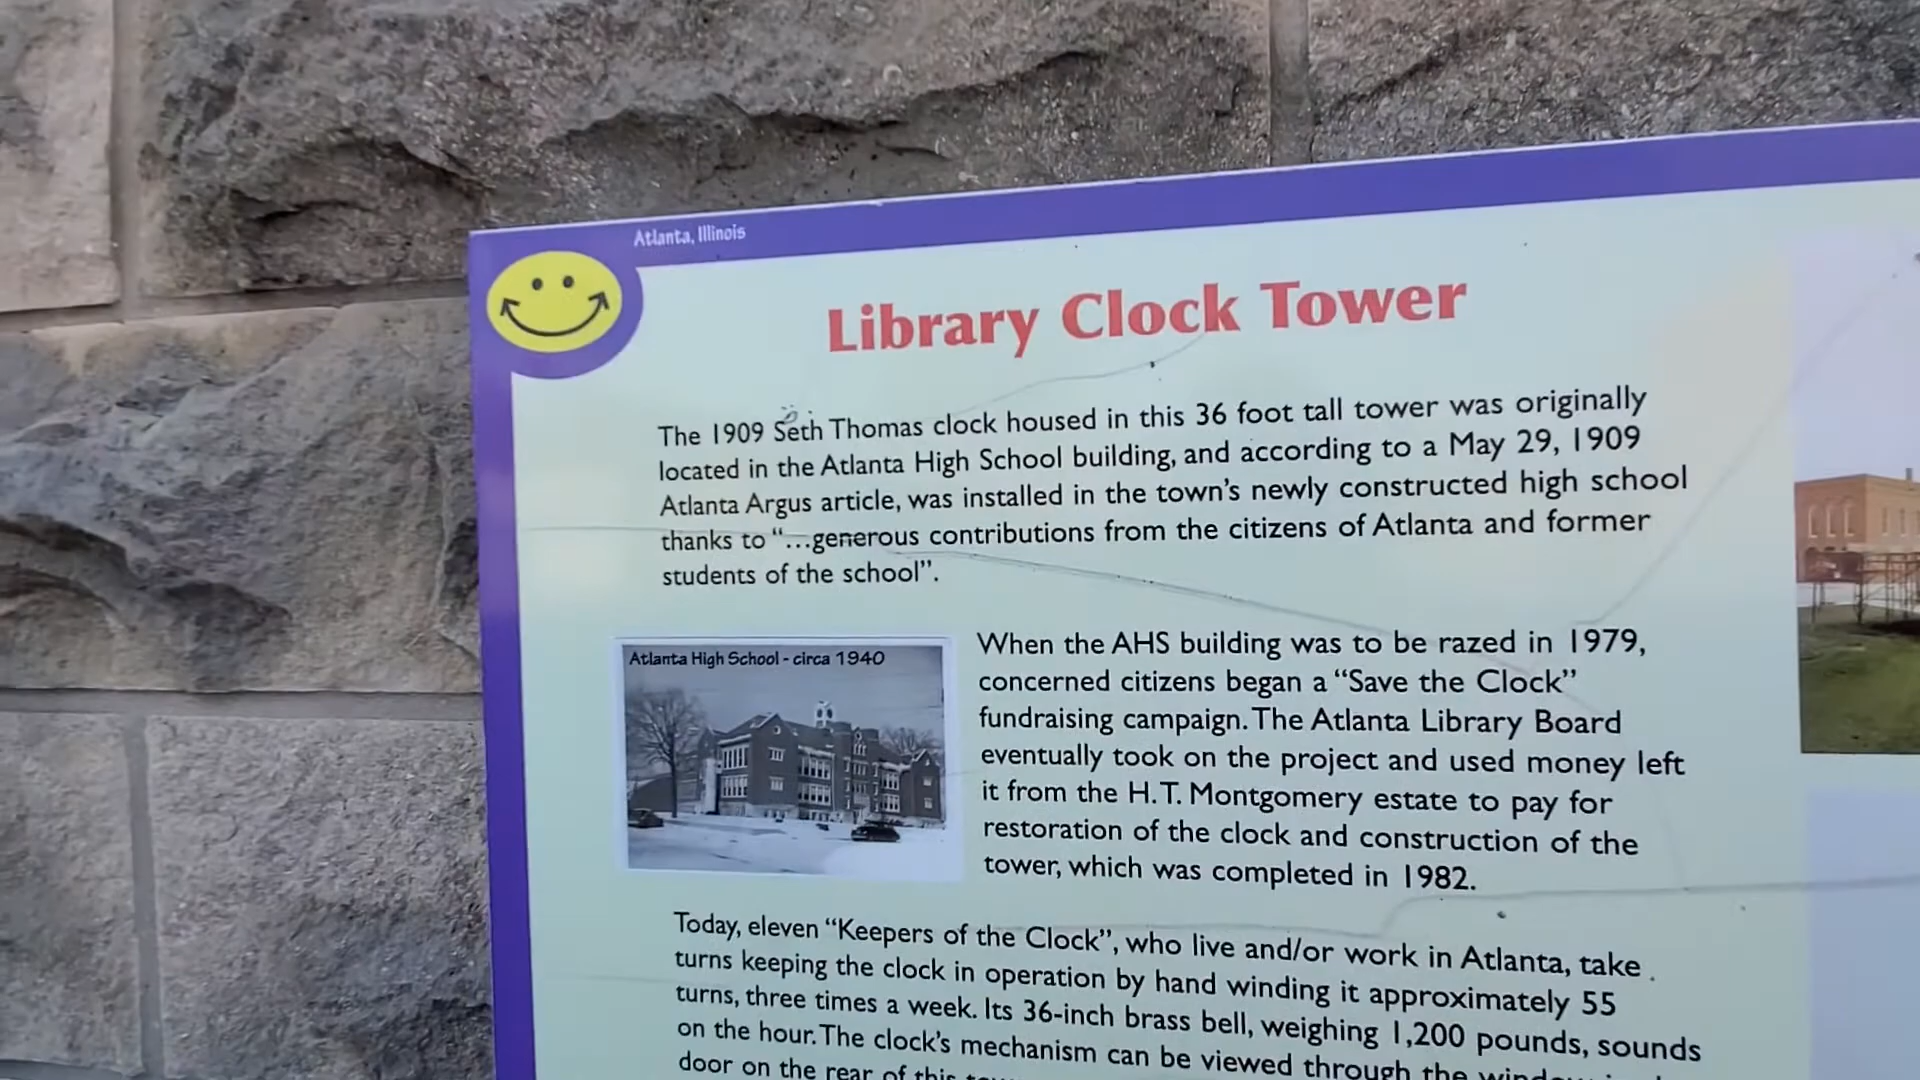 Atlanta, Illinois
Library Clock Tower
The 1909 Seth Thomas clock housed in this 36 foot tall tower was originally
located in the Atlanta High School building, and according to a May 29, 1909
Atlanta Argus article, was installed in the town's newly constructed high school
thanks to "...generous contributions from the citizens of Atlanta and former
students of the school".
Atlanta High School - circa 1940
When the AHS building was to be razed in 1979,
concerned citizens began a "Save the Clock"
fundraising campaign. The Atlanta Library Board
eventually took on the project and used money left
it from the H.T. Montgomery estate to pay for
restoration of the clock and construction of the
tower, which was completed in 1982.
Today, eleven "Keepers of the Clock", who live and/or work in Atlanta, take
turns keeping the clock in operation by hand winding it approximately 55
turns, three times a week. Its 36-inch brass bell, weighing 1,200 pounds, sounds
on the hour. The clock's mechanism can be viewed through the
door on the rear of this